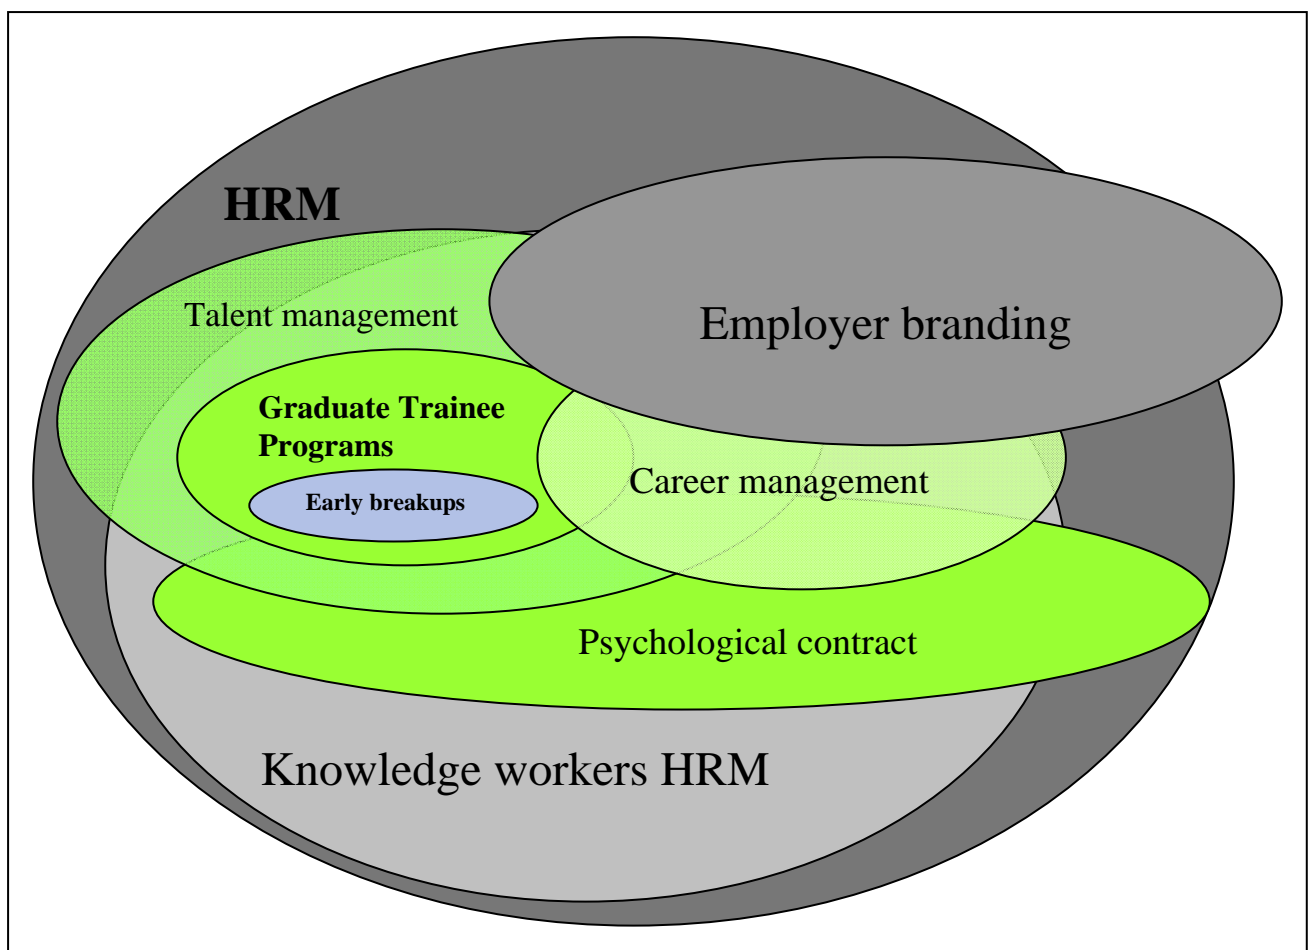 HRM
Talent management
Employer branding
Graduate Trainee
Programs
Career management
Early breakups
Psychological contract
Knowledge workers HRM